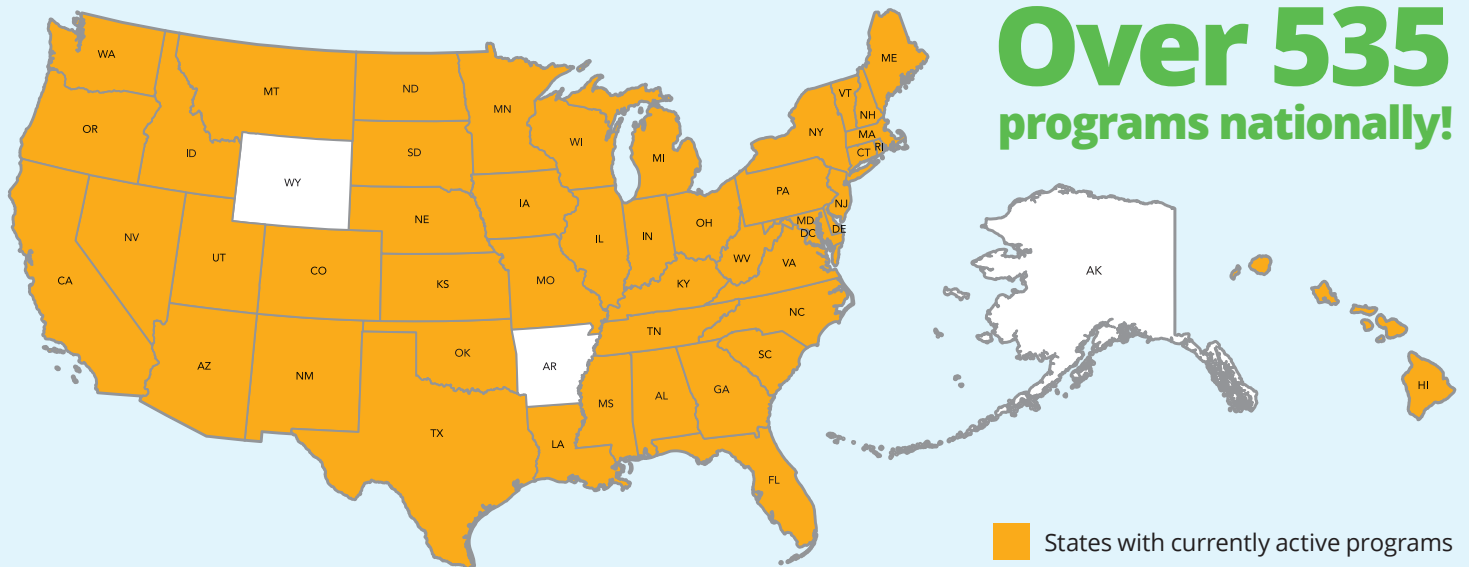 Over 535
programs nationally!
WA
MT
ND
MN
OR
ID
WY
SD
WI
MI
NY
VT
NH
ME
MA
CT
RI
NV
UT
CO
NE
IA
IL
IN
OH
PA
NJ
MD
DC
DE
CA
KS
MO
KY
WV
VA
AZ
NM
OK
AR
TN
NC
SC
TX
LA
MS
AL
GA
FL
AK
HI
States with currently active programs